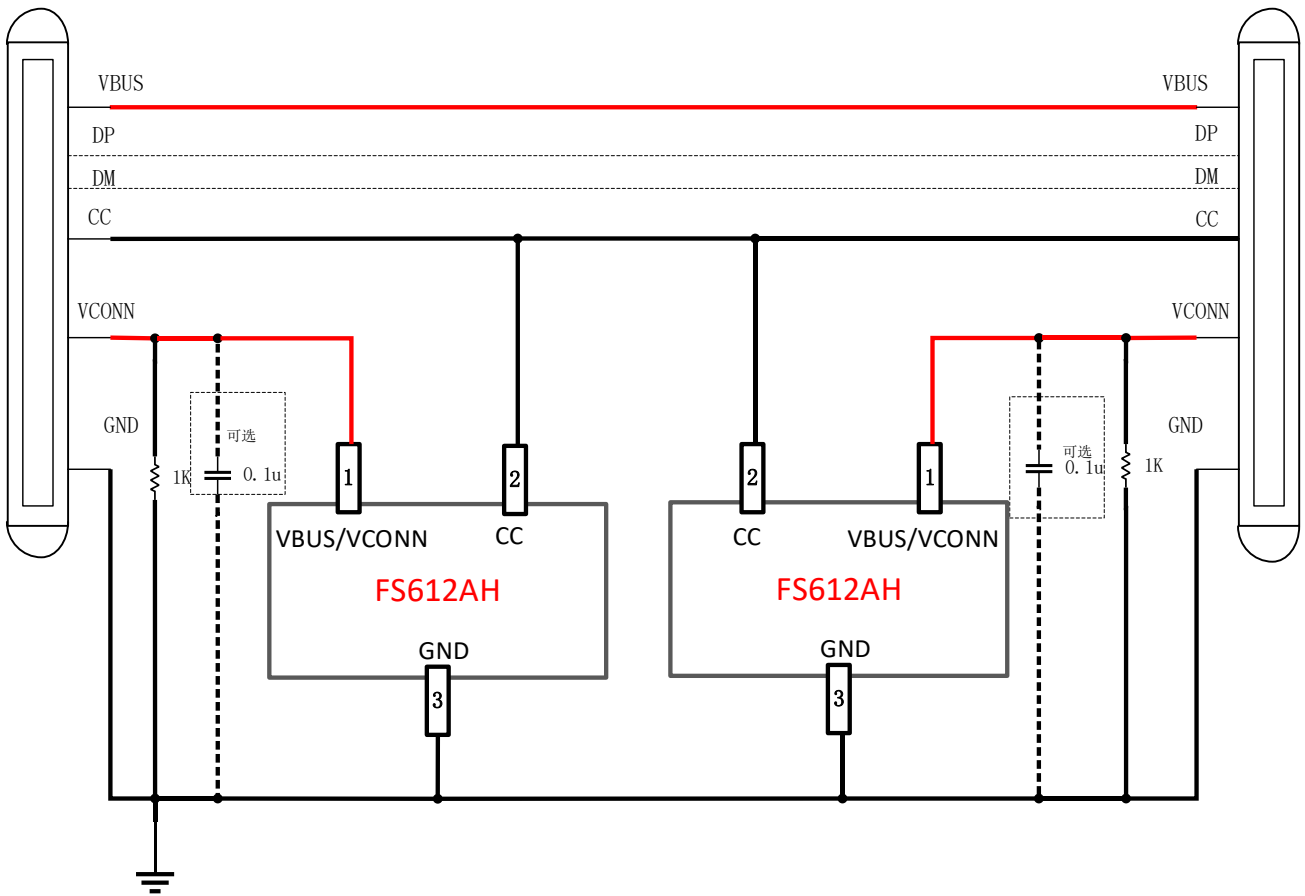 VBUS
VBUS
DP
DP
DM
DM
CC
CC
VCONN
VCONN
GND
GND
可选
1K
0.1u
可选
0.1u
1K
1
2
2
1
VBUS/VCONN
CC
CC
VBUS/VCONN
FS612AH
FS612AH
GND
GND
3
3